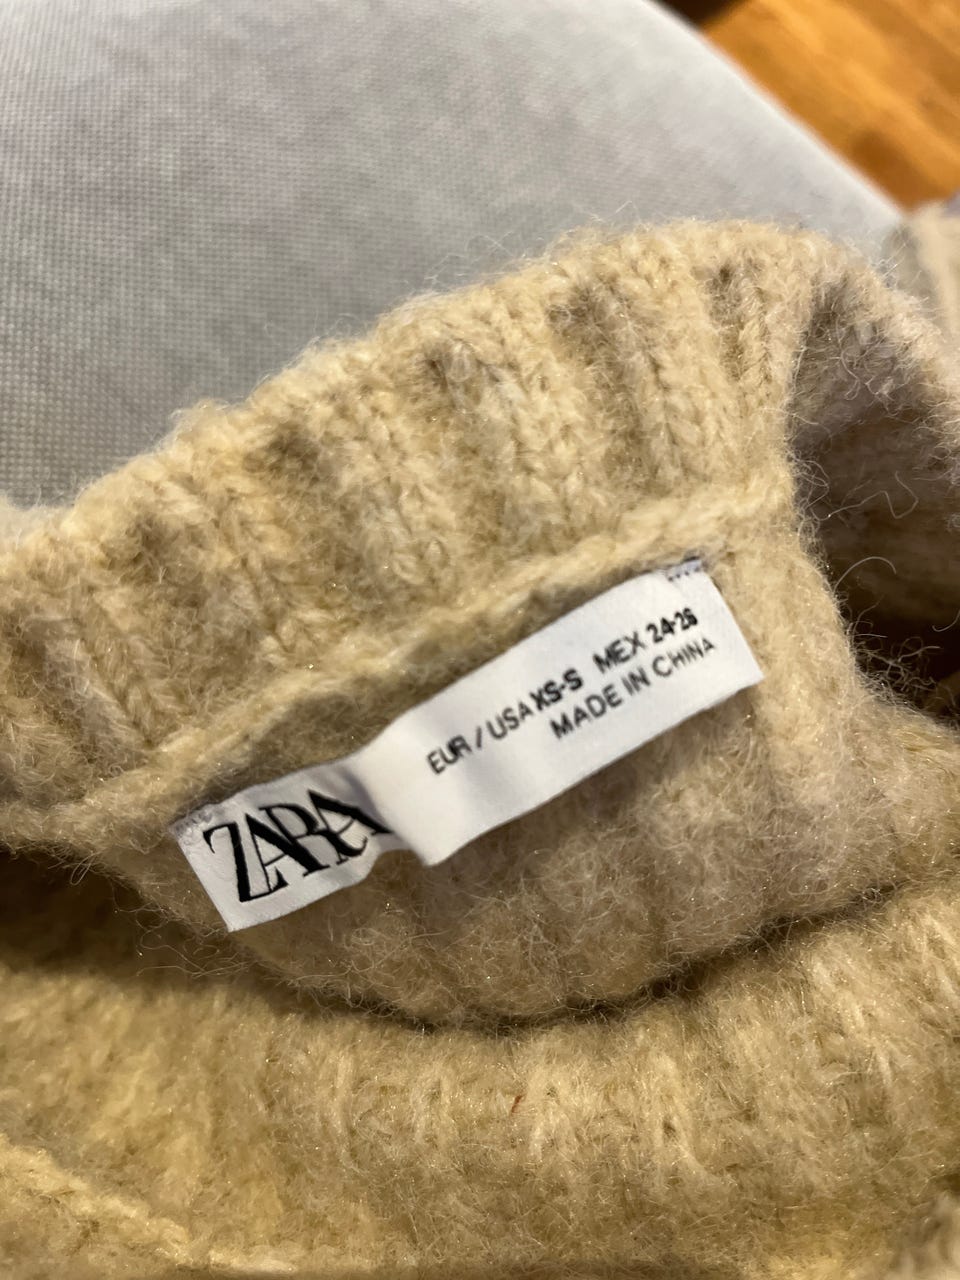 ZARA
EUR / USA XS-S MEX 24-26
MADE IN CHINA